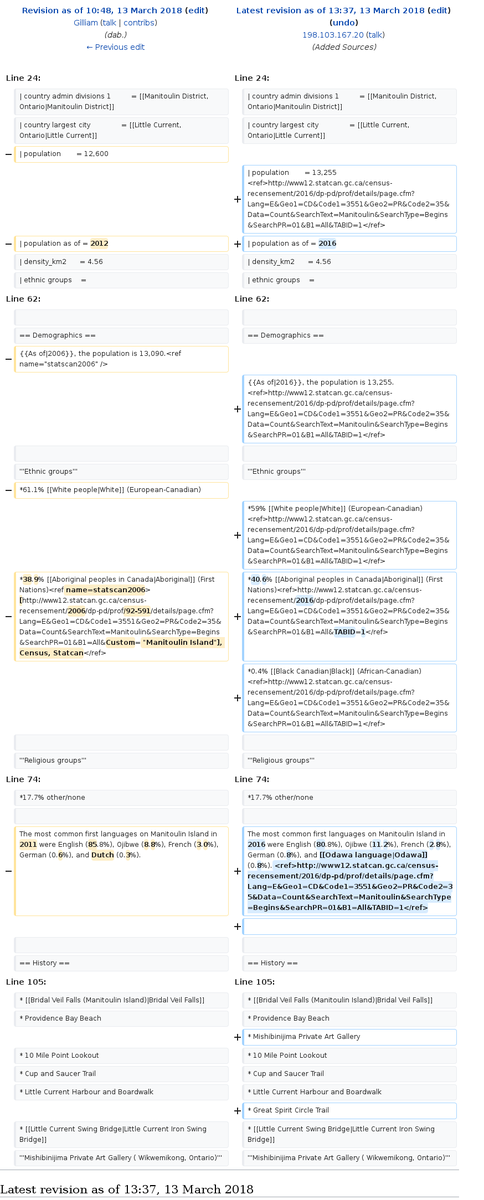 Revision as of 10:48, 13 March 2018 (edit)
Gilliam (talk | contribs)
(dab.)
← Previous edit
Latest revision as of 13:37, 13 March 2018 (edit)
(undo)
198.103.167.20 (talk)
(Added Sources)
Line 24:
Line 24:
| country admin divisions 1 = [[Manitoulin District,
Ontario|Manitoulin District]]
| country admin divisions 1 = [[Manitoulin District,
Ontario|Manitoulin District]]
| country largest city = [[Little Current,
Ontario|Little Current]]
| country largest city = [[Little Current,
Ontario|Little Current]]
− | population = 12,600
+ | population = 13,255
<ref>http://www12.statcan.gc.ca/census-
recensement/2016/dp-pd/prof/details/page.cfm?
Lang=E&Geo1=CD&Code1=3551&Geo2=PR&Code2=35&
Data=Count&SearchText=Manitoulin&SearchType=Begins
&SearchPR=01&B1=All&TABID=1</ref>
− | population as of = 2012
+ | population as of = 2016
| density_km2 = 4.56
| density_km2 = 4.56
| ethnic groups =
| ethnic groups =
Line 62:
Line 62:
== Demographics ==
== Demographics ==
− {{As of|2006}}, the population is 13,090.<ref
name="statscan2006" />
+ {{As of|2016}}, the population is 13,255.
<ref>http://www12.statcan.gc.ca/census-
recensement/2016/dp-pd/prof/details/page.cfm?
Lang=E&Geo1=CD&Code1=3551&Geo2=PR&Code2=35&
Data=Count&SearchText=Manitoulin&SearchType=Begins
&SearchPR=01&B1=All&TABID=1</ref>
'''Ethnic groups'''
'''Ethnic groups'''
− *61.1% [[White people|White]] (European-Canadian)
+ *59% [[White people|White]] (European-Canadian)
<ref>http://www12.statcan.gc.ca/census-
recensement/2016/dp-pd/prof/details/page.cfm?
Lang=E&Geo1=CD&Code1=3551&Geo2=PR&Code2=35&
Data=Count&SearchText=Manitoulin&SearchType=Begins
&SearchPR=01&B1=All&TABID=1</ref>
− *38.9% [[Aboriginal peoples in Canada|Aboriginal]] (First
Nations)<ref name=statscan2006>
[http://www12.statcan.gc.ca/census-
recensement/2006/dp-pd/prof/92-591/details/page.cfm?
Lang=E&Geo1=CD&Code1=3551&Geo2=PR&Code2=35&
Data=Count&SearchText=Manitoulin&SearchType=Begins
&SearchPR=01&B1=All&Custom= "Manitoulin Island"],
Census, Statcan</ref>
+ *40.6% [[Aboriginal peoples in Canada|Aboriginal]] (First
Nations)<ref>http://www12.statcan.gc.ca/census-
recensement/2016/dp-pd/prof/details/page.cfm?
Lang=E&Geo1=CD&Code1=3551&Geo2=PR&Code2=35&
Data=Count&SearchText=Manitoulin&SearchType=Begins
&SearchPR=01&B1=All&TABID=1</ref>
+ *0.4% [[Black Canadian|Black]] (African-Canadian)
<ref>http://www12.statcan.gc.ca/census-
recensement/2016/dp-pd/prof/details/page.cfm?
Lang=E&Geo1=CD&Code1=3551&Geo2=PR&Code2=35&
Data=Count&SearchText=Manitoulin&SearchType=Begins
&SearchPR=01&B1=All&TABID=1</ref>
'''Religious groups'''
'''Religious groups'''
Line 74:
Line 74:
*17.7% other/none
*17.7% other/none
− The most common first languages on Manitoulin Island in
2011 were English (85.8%), Ojibwe (8.8%), French (3.0%),
German (0.6%), and Dutch (0.3%).
+ The most common first languages on Manitoulin Island in
2016 were English (80.8%), Ojibwe (11.2%), French (2.8%),
German (0.8%), and [[Odawa language|Odawa]]
(0.8%). <ref>http://www12.statcan.gc.ca/census-
recensement/2016/dp-pd/prof/details/page.cfm?
Lang=E&Geo1=CD&Code1=3551&Geo2=PR&Code2=3
5&Data=Count&SearchText=Manitoulin&SearchType
=Begins&SearchPR=01&B1=All&TABID=1</ref>
+
== History ==
== History ==
Line 105:
Line 105:
* [[Bridal Veil Falls (Manitoulin Island)|Bridal Veil Falls]]
* [[Bridal Veil Falls (Manitoulin Island)|Bridal Veil Falls]]
* Providence Bay Beach
* Providence Bay Beach
+ * Mishibinijima Private Art Gallery
* 10 Mile Point Lookout
* 10 Mile Point Lookout
* Cup and Saucer Trail
* Cup and Saucer Trail
* Little Current Harbour and Boardwalk
* Little Current Harbour and Boardwalk
+ * Great Spirit Circle Trail
* [[Little Current Swing Bridge|Little Current Iron Swing
Bridge]]
* [[Little Current Swing Bridge|Little Current Iron Swing
Bridge]]
'''Mishibinijima Private Art Gallery ( Wikwemikong, Ontario)'''
'''Mishibinijima Private Art Gallery ( Wikwemikong, Ontario)'''
Latest revision as of 13:37, 13 March 2018